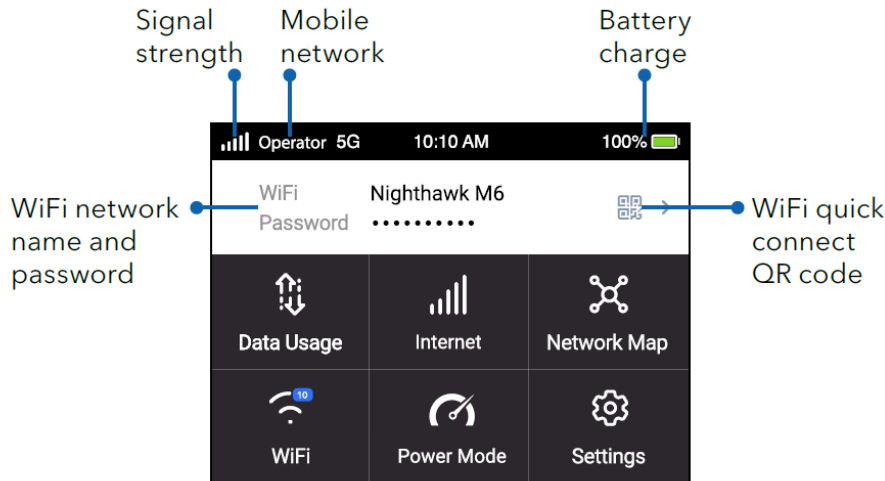 Signal strength
Mobile network
Battery charge
Operator 5G 10:10 AM 100%
WiFi Nighthawk M6
Password ••••••••••
WiFi network name and password
WiFi quick connect QR code
Data Usage Internet Network Map
10
WiFi Power Mode Settings